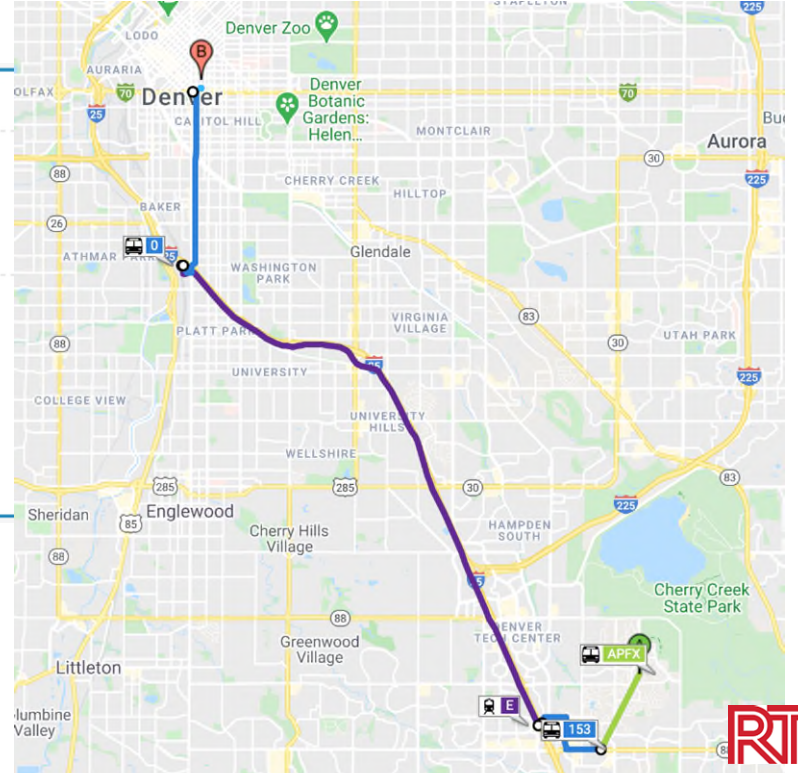 STAPLETON
225
LODO
Denver Zoo
B
AURARIA
COLFAX
70
Denver
25
CAPITOL HILL
Denver
Botanic
Gardens:
Helen...
70
MONTCLAIR
Aurora
30
225
88
CHERRY CREEK
HILLTOP
BAKER
26
0
ATHMAR PARK
25
WASHINGTON
PARK
Glendale
VIRGINIA
VILLAGE
83
PLATT PARK
88
30
UTAH PARK
25
UNIVERSITY
225
COLLEGE VIEW
UNIVERSITY
HILLS
WELLSHIRE
83
285
285
30
Sheridan
85
Englewood
225
Cherry Hills
Village
HAMPDEN
SOUTH
88
25
Cherry Creek
State Park
88
DENVER
TECH CENTER
Greenwood
Village
A
APFX
Littleton
E
153
olumbine
Valley
RT